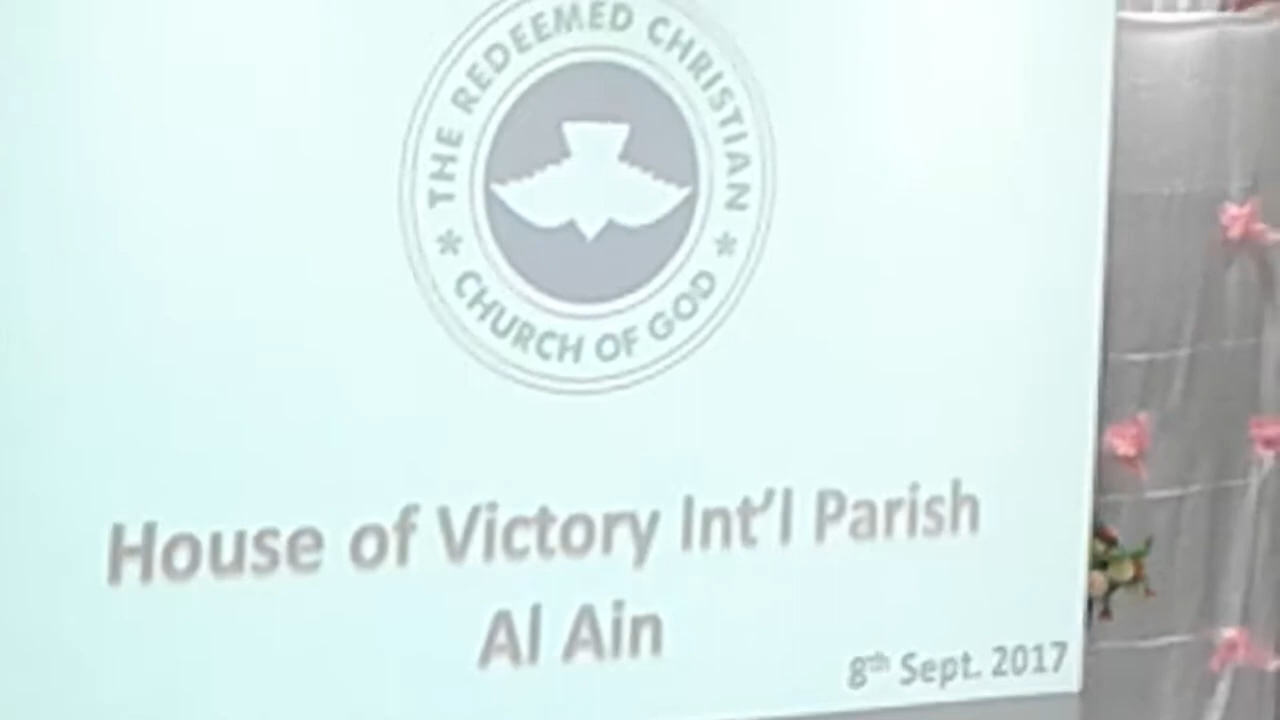 THE REDEEMED CHRISTIAN
* CHURCH OF GOD *
House of Victory Int'l Parish
Al Ain
8th Sept. 2017